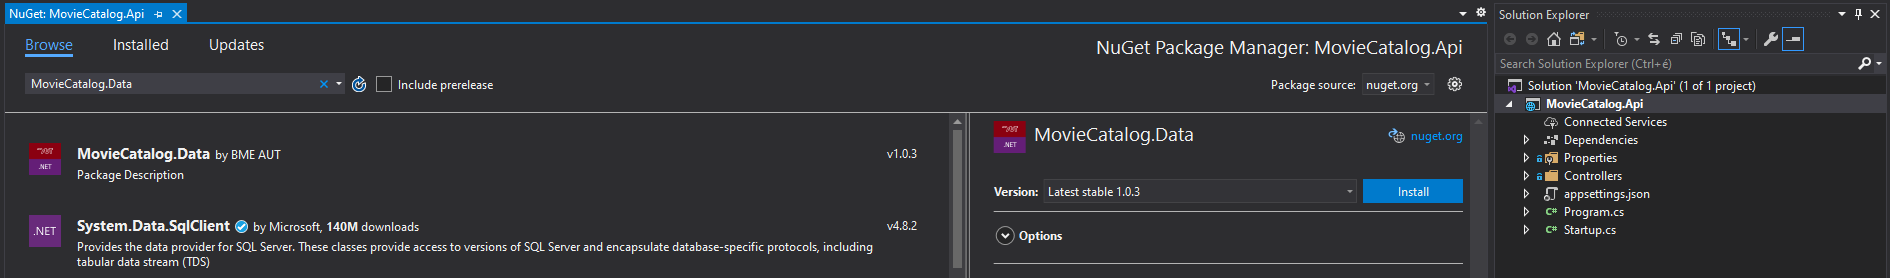 NuGet: MovieCatalog.Api
Browse Installed Updates
NuGet Package Manager: MovieCatalog.Api
MovieCatalog.Data
Include prerelease
Package source: nuget.org
MovieCatalog.Data by BME AUT
v1.0.3
Package Description
.NET
System.Data.SqlClient by Microsoft, 140M downloads
v4.8.2
Provides the data provider for SQL Server. These classes provide access to versions of SQL Server and encapsulate database-specific protocols, including
tabular data stream (TDS)
.NET
.NET
MovieCatalog.Data
nuget.org
Version: Latest stable 1.0.3
Install
Options
Solution Explorer
Search Solution Explorer (Ctrl+é)
Solution 'MovieCatalog.Api' (1 of 1 project)
MovieCatalog.Api
Connected Services
Dependencies
Properties
Controllers
appsettings.json
C# Program.cs
C# Startup.cs